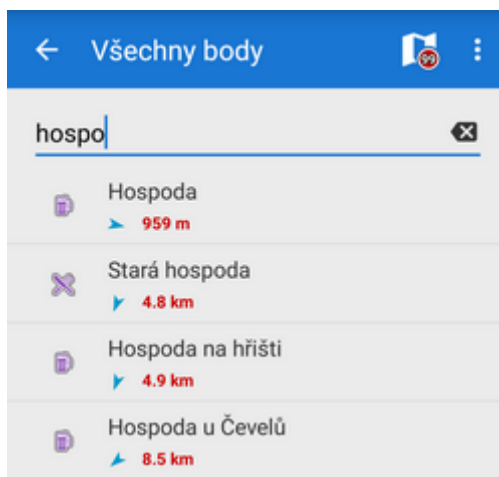 Všechny body
99
hospo
Hospoda
959 m
Stará hospoda
4.8 km
Hospoda na hřišti
4.9 km
Hospoda u Čevelů
8.5 km